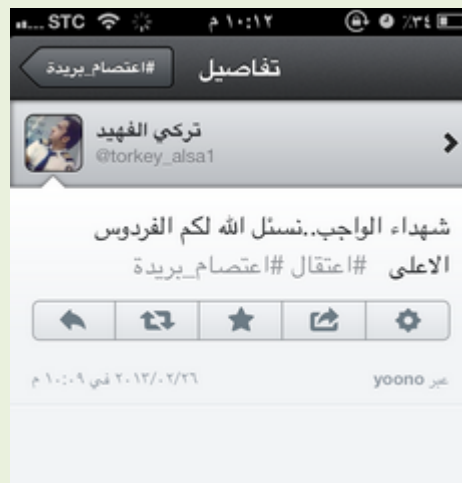 STC ١٠:١٢ م ٪٣٤
تفاصيل
#اعتصام_بريدة
تركي الفهيد
@torkey_alsa1
شهداء الواجب..نسئل الله لكم الفردوس
الاعلى #اعتقال #اعتصام_بريدة
٢٠١٣/٠٢/٢٦ في ١٠:٠٩ م
عبر yoono